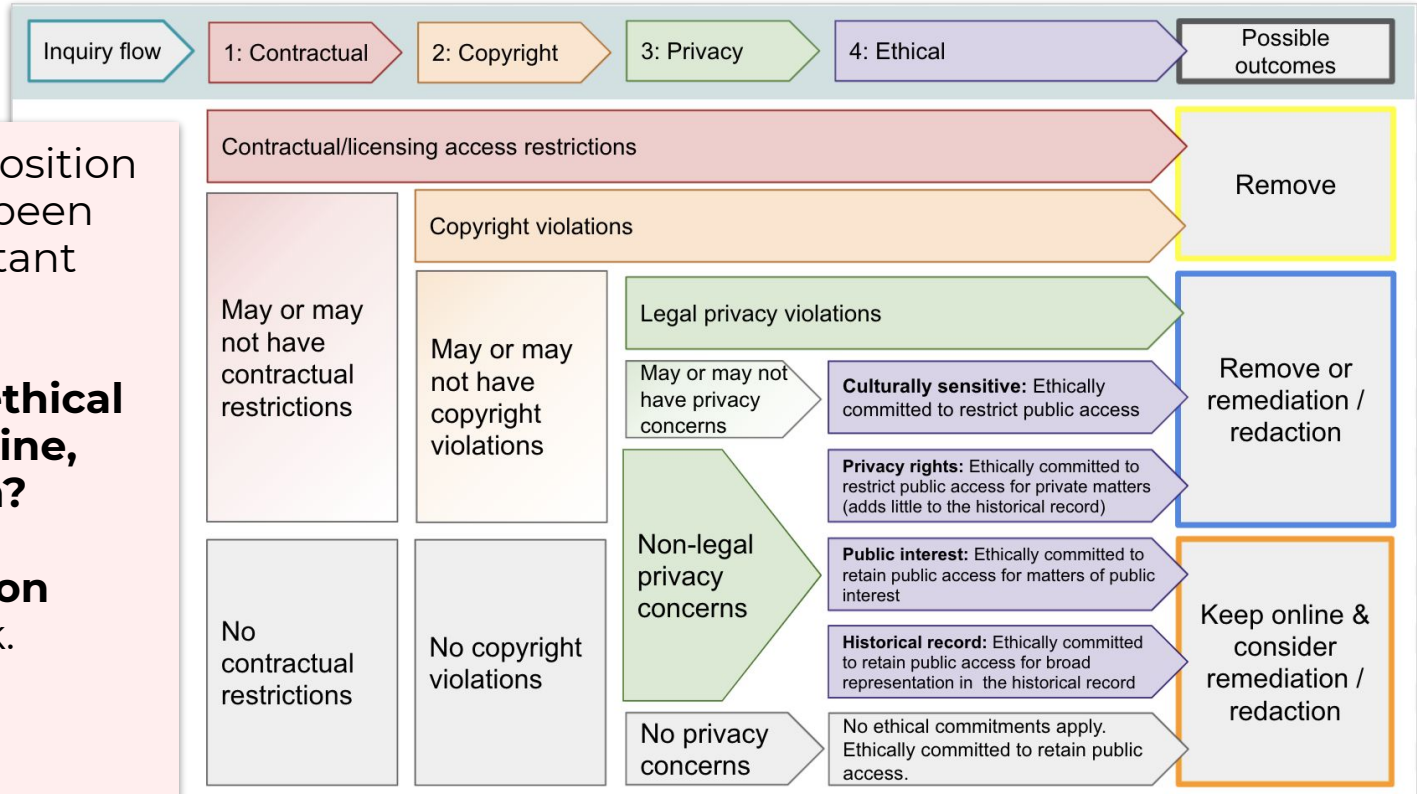 Inquiry flow
1: Contractual
2: Copyright
3: Privacy
4: Ethical
Possible
outcomes
osition
been
tant
ethical
ine,
?
on
.
Contractual/licensing access restrictions
Copyright violations
Legal privacy violations
May or may
not have
contractual
restrictions
May or may
not have
copyright
violations
May or may not
have privacy
concerns
Culturally sensitive: Ethically
committed to restrict public access
Privacy rights: Ethically committed to
restrict public access for private matters
(adds little to the historical record)
Non-legal
privacy
concerns
Public interest: Ethically committed to
retain public access for matters of public
interest
Historical record: Ethically committed
to retain public access for broad
representation in the historical record
No
contractual
restrictions
No copyright
violations
No privacy
concerns
No ethical commitments apply.
Ethically committed to retain public
access.
Remove
Remove or
remediation /
redaction
Keep online &
consider
remediation /
redaction